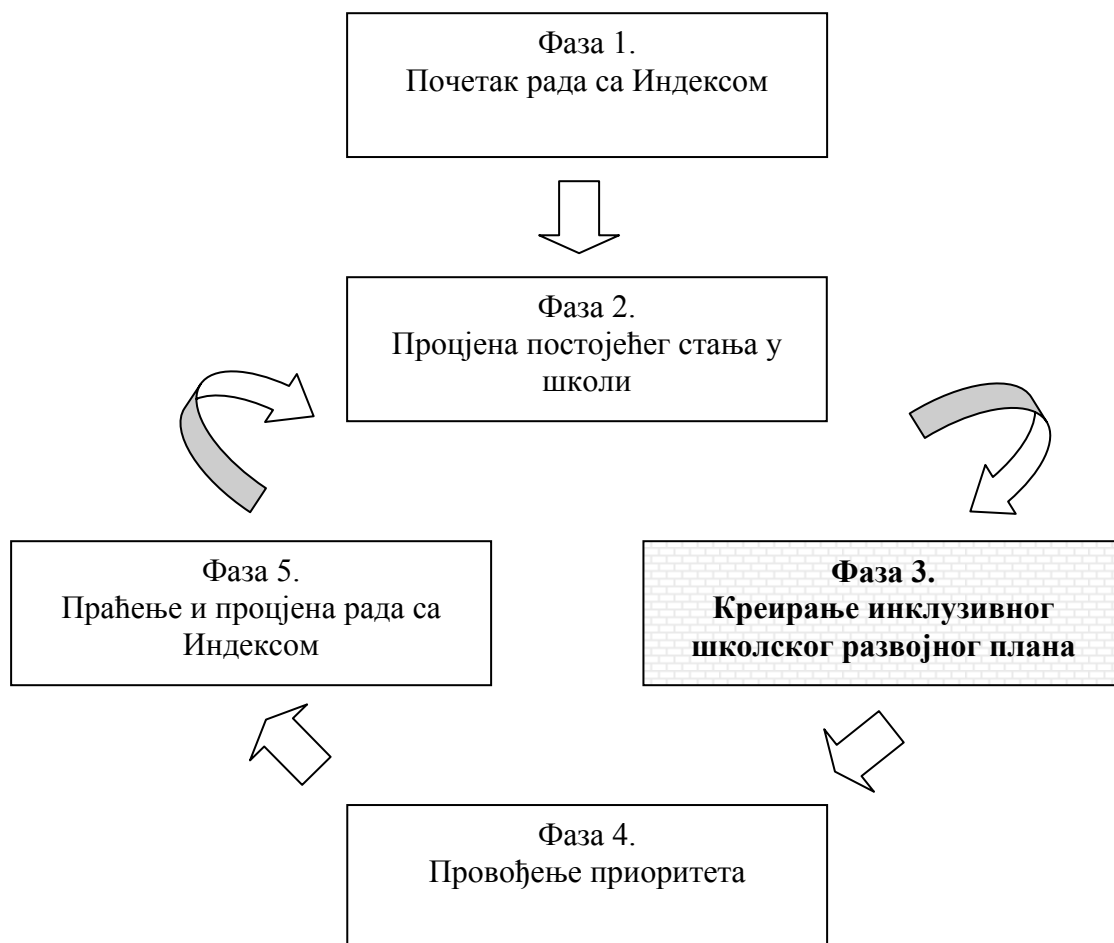 Фаза 1.
Почетак рада са Индексом
Фаза 2.
Процјена постојећег стања у
школи
Фаза 5.
Праћење и процјена рада са
Индексом
Фаза 3.
Креирање инклузивног
школског развојног плана
Фаза 4.
Провођење приоритета